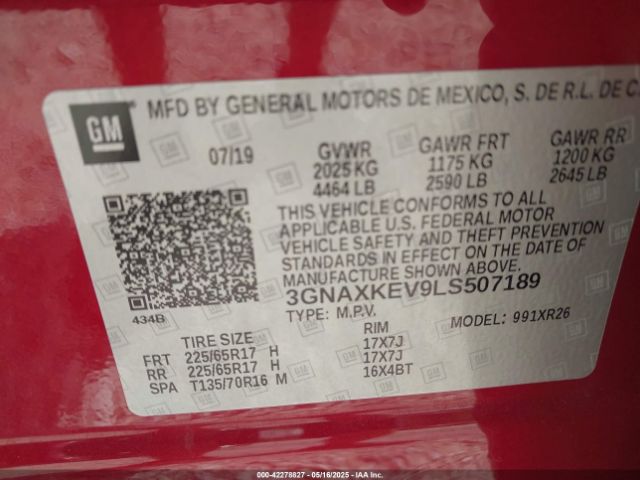 GM
MFD BY GENERAL MOTORS DE MEXICO, S. DE R.L. DE C.
07/19
GVWR
2025 KG
4464 LB
GAWR FRT
1175 KG
2590 LB
GAWR RR
1200 KG
2645 LB
THIS VEHICLE CONFORMS TO ALL
APPLICABLE U.S. FEDERAL MOTOR
VEHICLE SAFETY AND THEFT PREVENTION
STANDARDS IN EFFECT ON THE DATE OF
MANUFACTURE SHOWN ABOVE.
3GNAXKEV9LS507189
434B
TYPE: M.P.V.
MODEL: 991XR26
TIRE SIZE
RIM
FRT 225/65R17 H 17X7J
RR 225/65R17 H 17X7J
SPA T135/70R16 M 16X4BT
000-42278827 - 05/16/2025 - IAA Inc.